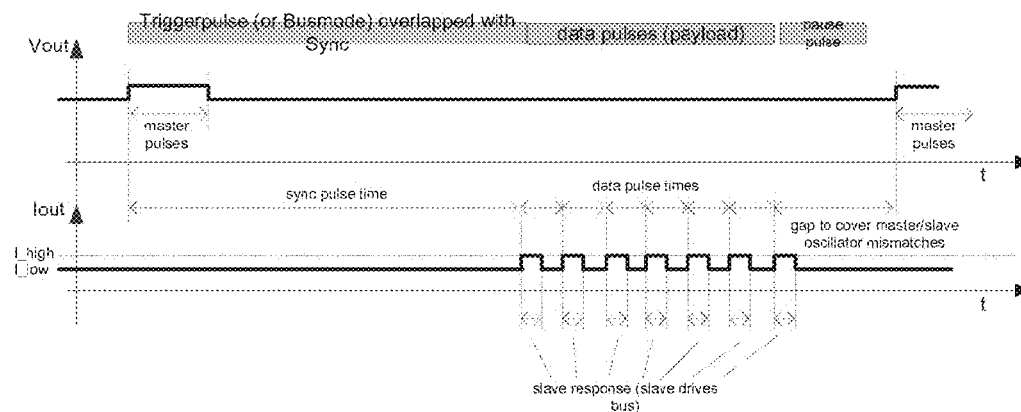 Triggerpulse (or Busmode) overlapped with
Sync
data pulses (payload)
pause
pulse
Vout
master
pulses
master
pulses
t
sync pulse time
data pulse times
Iout
gap to cover master/slave
oscillator mismatches
I_high
I_low
t
slave response (slave drives
bus)